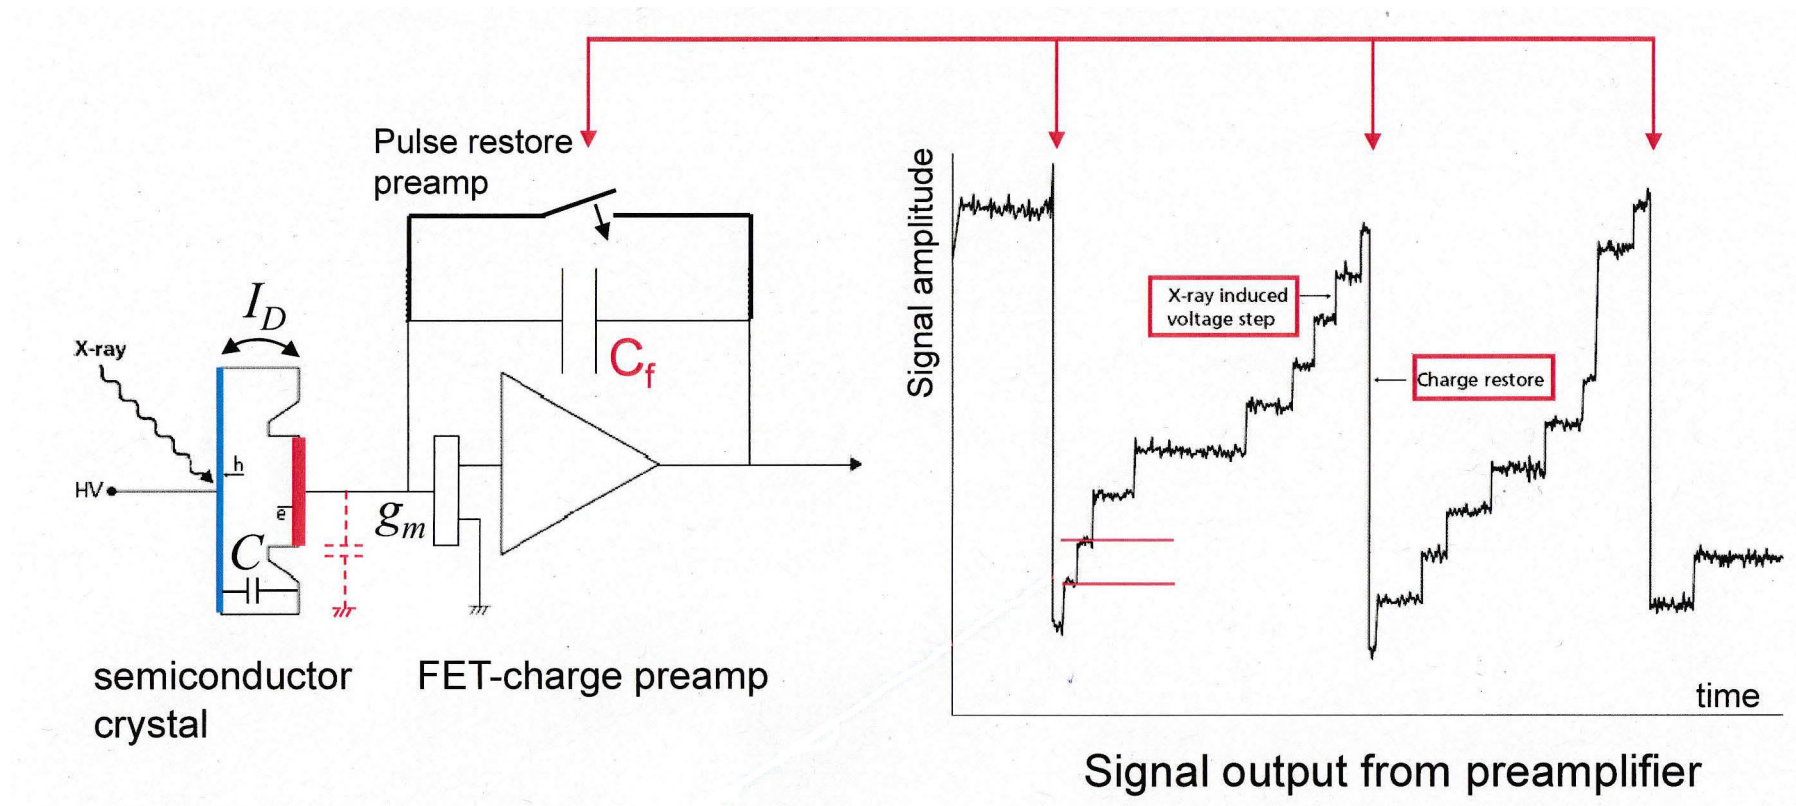 Pulse restore
preamp
I_D
X-ray
C_f
h
HV
e
g_m
C
semiconductor
crystal
FET-charge preamp
Signal amplitude
X-ray induced
voltage step
Charge restore
time
Signal output from preamplifier